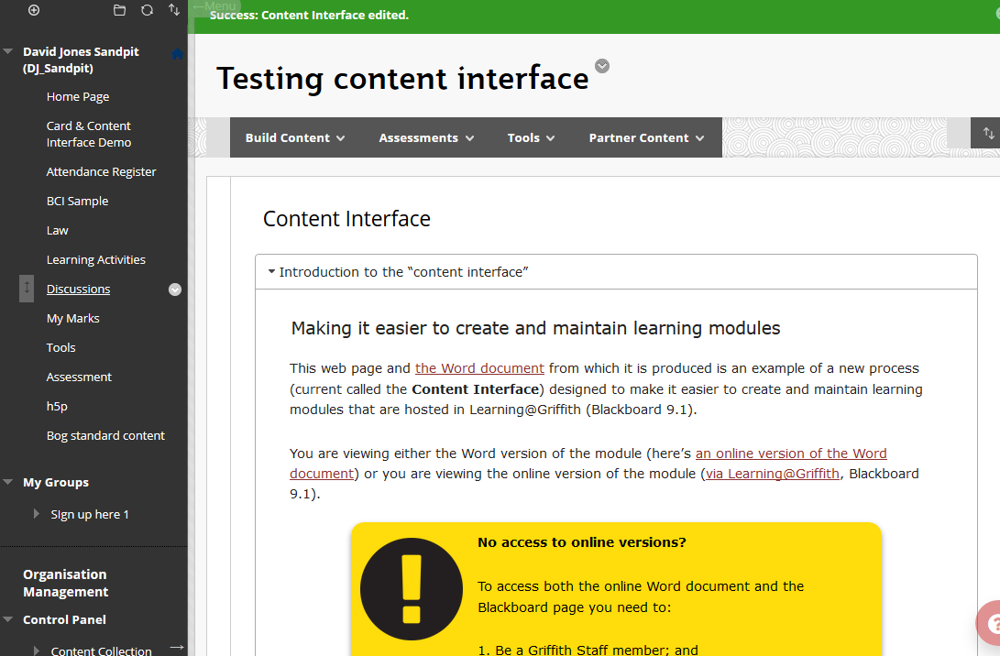 ←Menu
Success: Content Interface edited.
David Jones Sandpit
(DJ_Sandpit)
Home Page
Card & Content
Interface Demo
Attendance Register
BCI Sample
Law
Learning Activities
Discussions
My Marks
Tools
Assessment
h5p
Bog standard content
My Groups
SIgn up here 1
Organisation
Management
Control Panel
Content Collection →
Testing content interface
Build Content
Assessments
Tools
Partner Content
Content Interface
Introduction to the “content interface”
Making it easier to create and maintain learning modules
This web page and the Word document from which it is produced is an example of a new process
(current called the Content Interface) designed to make it easier to create and maintain learning
modules that are hosted in Learning@Griffith (Blackboard 9.1).
You are viewing either the Word version of the module (here’s an online version of the Word
document) or you are viewing the online version of the module (via Learning@Griffith, Blackboard
9.1).
!
No access to online versions?
To access both the online Word document and the
Blackboard page you need to:
1. Be a Griffith Staff member; and
?